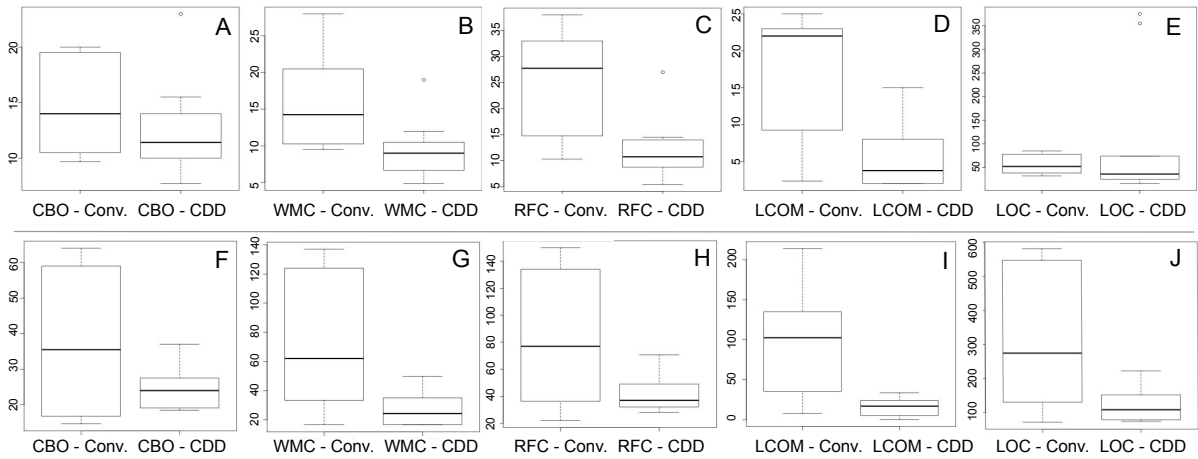 A
B
C
D
E
10 15 20
5 10 15 20 25
5 10 15 20 25 30 35
5 10 15 20 25
50 100 150 200 250 300 350
CBO - Conv. CBO - CDD
WMC - Conv. WMC - CDD
RFC - Conv. RFC - CDD
LCOM - Conv. LCOM - CDD
LOC - Conv. LOC - CDD
F
G
H
I
J
20 30 40 50 60
20 40 60 80 100 120 140
20 40 60 80 100 120 140
0 50 100 150 200
100 200 300 400 500 600
CBO - Conv. CBO - CDD
WMC - Conv. WMC - CDD
RFC - Conv. RFC - CDD
LCOM - Conv. LCOM - CDD
LOC - Conv. LOC - CDD